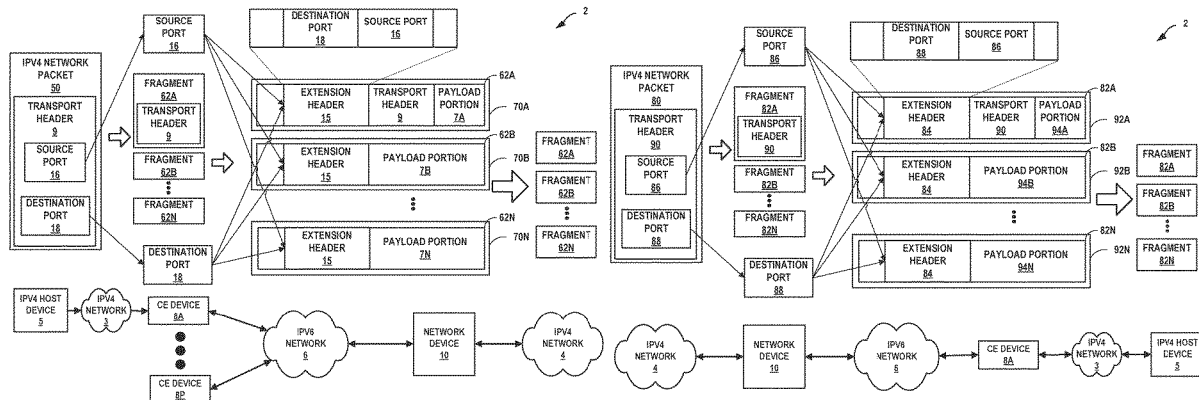 2
SOURCE PORT
16
DESTINATION PORT
18
SOURCE PORT
16
IPV4 NETWORK PACKET
50
TRANSPORT HEADER
9
SOURCE PORT
16
DESTINATION PORT
18
FRAGMENT
62A
TRANSPORT HEADER
9
FRAGMENT
62B
FRAGMENT
62N
DESTINATION PORT
18
EXTENSION HEADER
15
TRANSPORT HEADER
9
PAYLOAD PORTION
7A
62A
70A
EXTENSION HEADER
15
PAYLOAD PORTION
7B
62B
70B
EXTENSION HEADER
15
PAYLOAD PORTION
7N
62N
70N
FRAGMENT
62A
FRAGMENT
62B
FRAGMENT
62N
IPV4 HOST DEVICE
5
IPV4 NETWORK
3
CE DEVICE
8A
CE DEVICE
8P
IPV6 NETWORK
6
NETWORK DEVICE
10
IPV4 NETWORK
4
2
SOURCE PORT
86
DESTINATION PORT
88
SOURCE PORT
86
IPV4 NETWORK PACKET
80
TRANSPORT HEADER
90
SOURCE PORT
86
DESTINATION PORT
88
FRAGMENT
82A
TRANSPORT HEADER
90
FRAGMENT
82B
FRAGMENT
82N
DESTINATION PORT
88
EXTENSION HEADER
84
TRANSPORT HEADER
90
PAYLOAD PORTION
94A
82A
92A
EXTENSION HEADER
84
PAYLOAD PORTION
94B
82B
92B
EXTENSION HEADER
84
PAYLOAD PORTION
94N
82N
92N
FRAGMENT
82A
FRAGMENT
82B
FRAGMENT
82N
IPV4 NETWORK
4
NETWORK DEVICE
10
IPV6 NETWORK
6
CE DEVICE
8A
IPV4 NETWORK
3
IPV4 HOST DEVICE
5